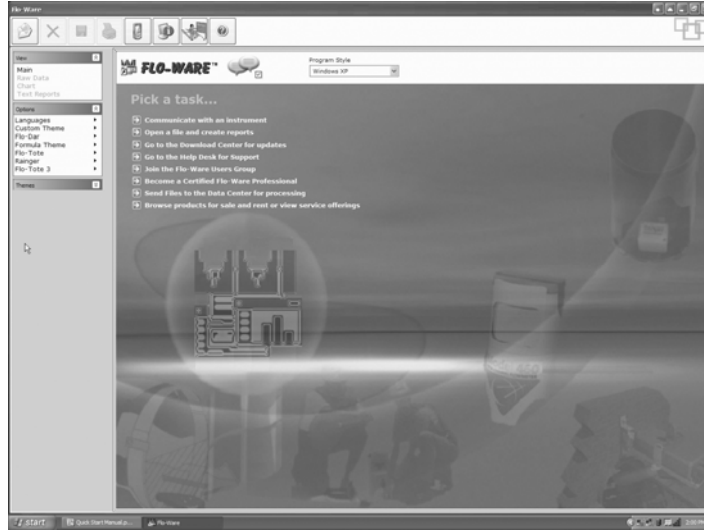 Flo-Ware
FLO-WARE™
Program Style
Windows XP
View
Main
Raw Data
Chart
Text Reports
Options
Languages
Custom Theme
Flo-Dar
Formula Theme
Flo-Tote
Rainger
Flo-Tote 3
Themes
Pick a task...
Communicate with an instrument
Open a file and create reports
Go to the Download Center for updates
Go to the Help Desk for Support
Join the Flo-Ware Users Group
Become a Certified Flo-Ware Professional
Send Files to the Data Center for processing
Browse products for sale and rent or view service offerings
start
Quick Start Manual.p...
Flo-Ware